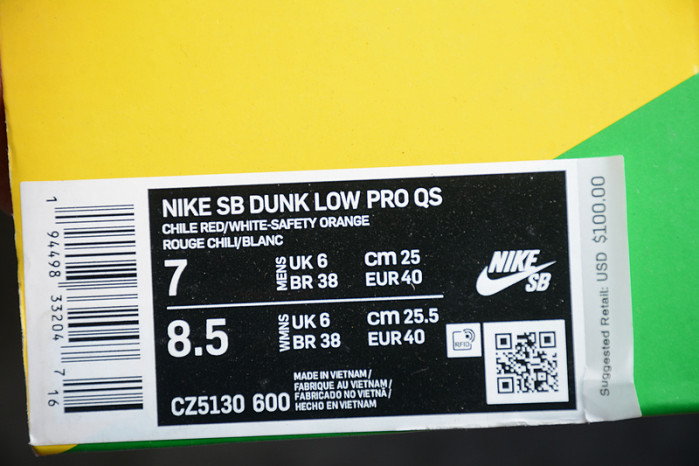 NIKE SB DUNK LOW PRO QS
CHILE RED/WHITE-SAFETY ORANGE
ROUGE CHILI/BLANC
7 MENS UK 6 cm 25
BR 38 EUR 40
8.5 WMNS UK 6 cm 25.5
BR 38 EUR 40
NIKE
SB
RFID
MADE IN VIETNAM /
FABRIQUE AU VIETNAM /
FABRICADO NO VIETNÃ /
HECHO EN VIETNAM
CZ5130 600
1 94498 33204 7 16
Suggested Retail: USD $100.00